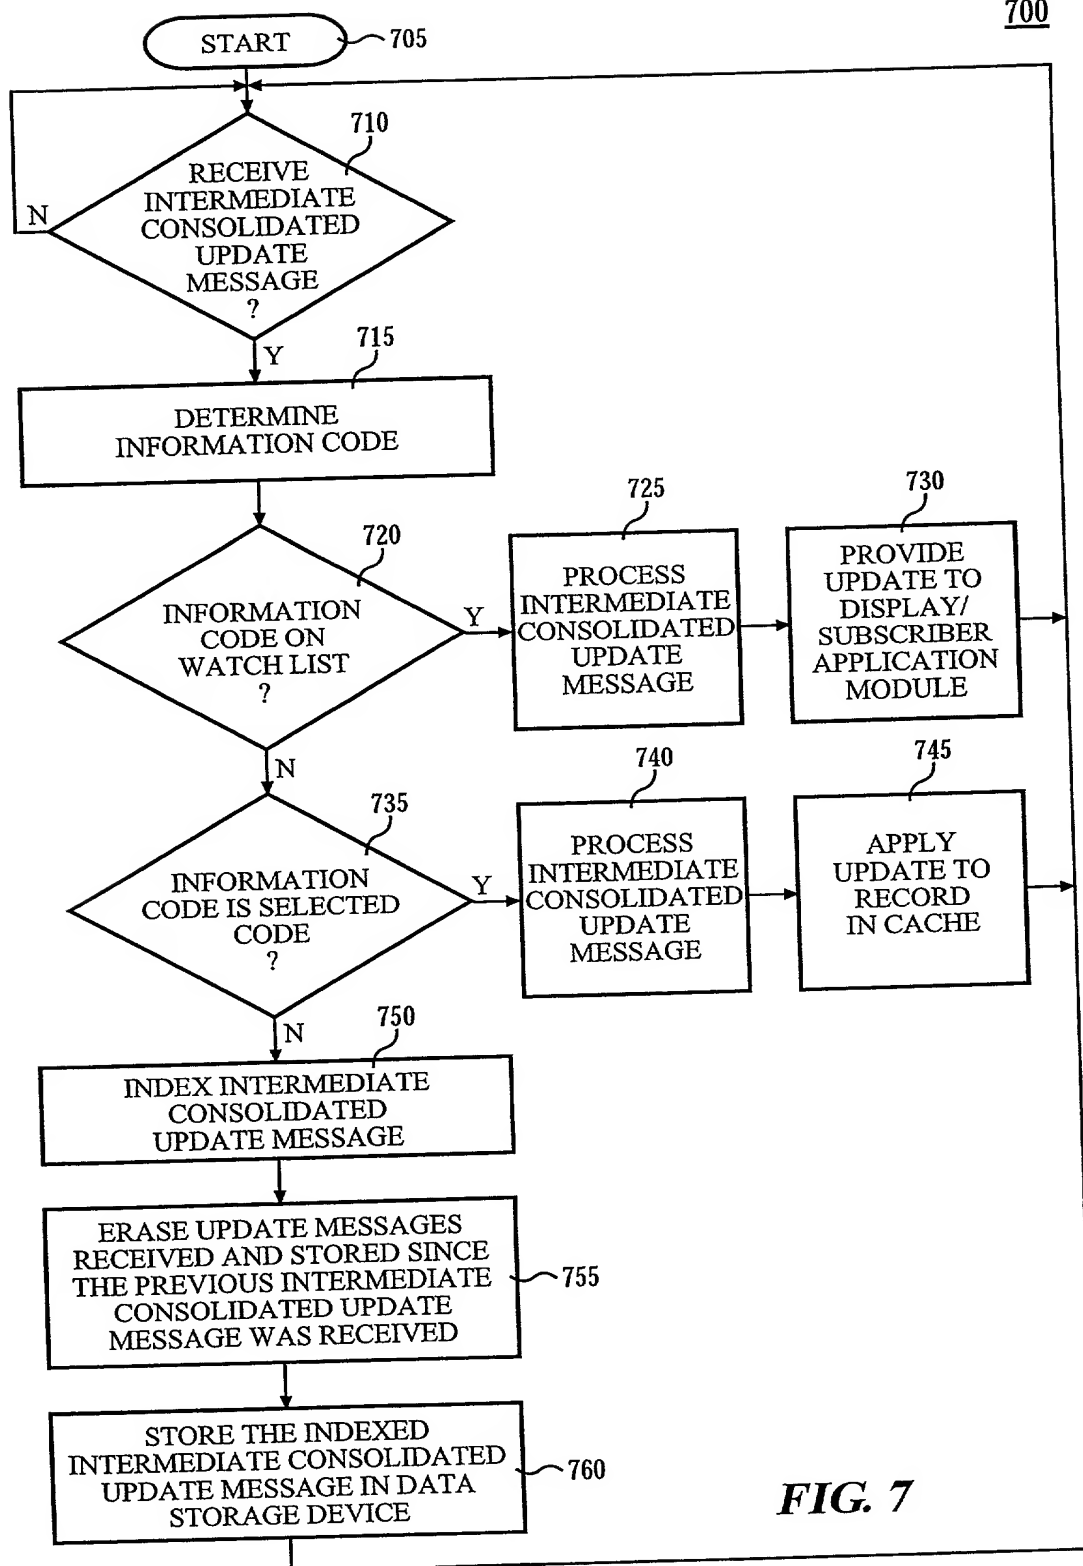 700
START
705
710
RECEIVE
INTERMEDIATE
CONSOLIDATED
UPDATE
MESSAGE
?
N
Y
715
DETERMINE
INFORMATION CODE
720
INFORMATION
CODE ON
WATCH LIST
?
Y
N
725
PROCESS
INTERMEDIATE
CONSOLIDATED
UPDATE
MESSAGE
730
PROVIDE
UPDATE TO
DISPLAY/
SUBSCRIBER
APPLICATION
MODULE
735
INFORMATION
CODE IS SELECTED
CODE
?
Y
N
740
PROCESS
INTERMEDIATE
CONSOLIDATED
UPDATE
MESSAGE
745
APPLY
UPDATE TO
RECORD
IN CACHE
750
INDEX INTERMEDIATE
CONSOLIDATED
UPDATE MESSAGE
ERASE UPDATE MESSAGES
RECEIVED AND STORED SINCE
THE PREVIOUS INTERMEDIATE
CONSOLIDATED UPDATE
MESSAGE WAS RECEIVED
755
STORE THE INDEXED
INTERMEDIATE CONSOLIDATED
UPDATE MESSAGE IN DATA
STORAGE DEVICE
760
FIG. 7